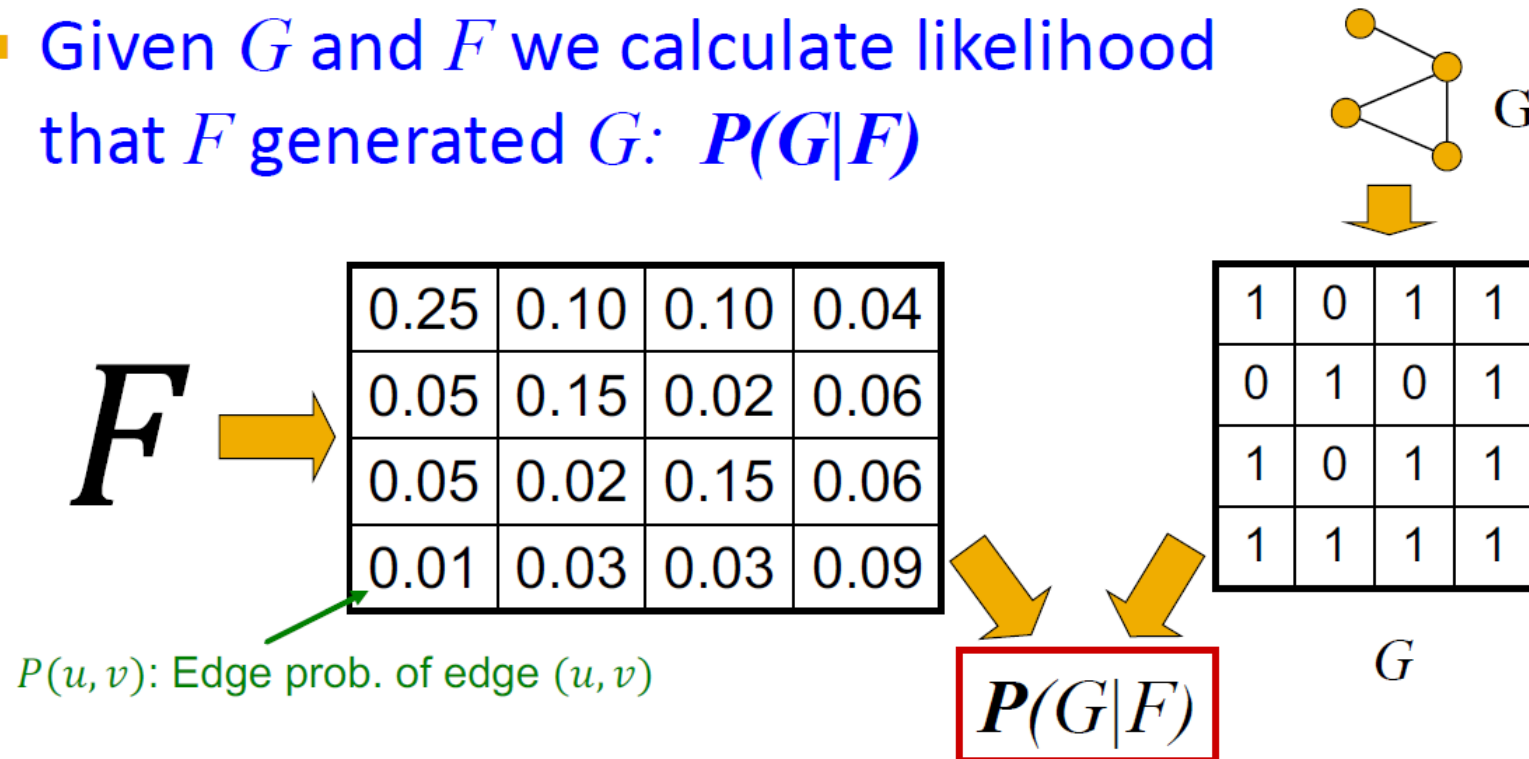 Given G and F we calculate likelihood
that F generated G: P(G|F)
G
F
0.25 0.10 0.10 0.04
0.05 0.15 0.02 0.06
0.05 0.02 0.15 0.06
0.01 0.03 0.03 0.09
1 0 1 1
0 1 0 1
1 0 1 1
1 1 1 1
P(u, v): Edge prob. of edge (u, v)
G
P(G|F)